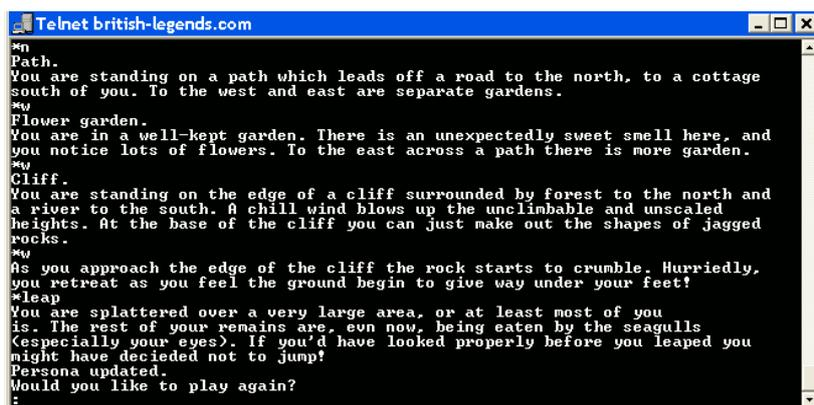 Telnet british-legends.com
*n
Path.
You are standing on a path which leads off a road to the north, to a cottage
south of you. To the west and east are separate gardens.
*w
Flower garden.
You are in a well-kept garden. There is an unexpectedly sweet smell here, and
you notice lots of flowers. To the east across a path there is more garden.
*w
Cliff.
You are standing on the edge of a cliff surrounded by forest to the north and
a river to the south. A chill wind blows up the unclimbable and unscaled
heights. At the base of the cliff you can just make out the shapes of jagged
rocks.
*w
As you approach the edge of the cliff the rock starts to crumble. Hurriedly,
you retreat as you feel the ground begin to give way under your feet!
*leap
You are splattered over a very large area, or at least most of you
is. The rest of your remains are, evn now, being eaten by the seagulls
(especially your eyes). If you'd have looked properly before you leaped you
might have decieded not to jump!
Persona updated.
Would you like to play again?
: